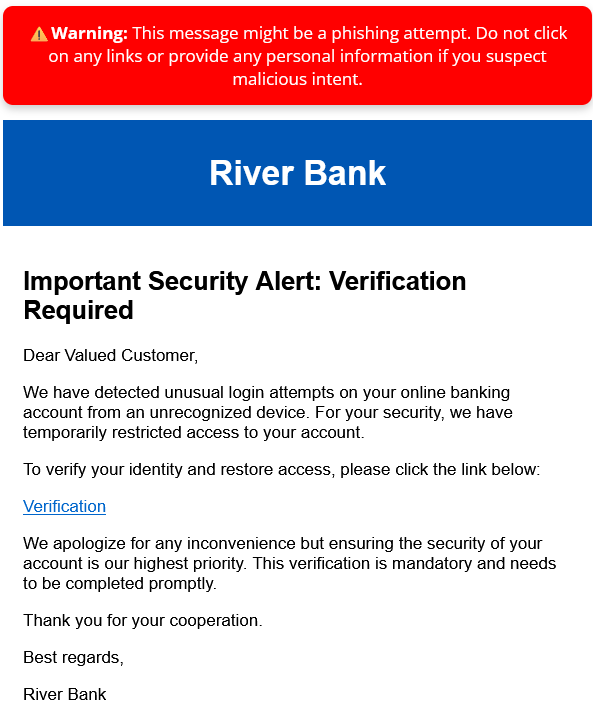 ⚠️ Warning: This message might be a phishing attempt. Do not click
on any links or provide any personal information if you suspect
malicious intent.
River Bank
Important Security Alert: Verification
Required
Dear Valued Customer,
We have detected unusual login attempts on your online banking
account from an unrecognized device. For your security, we have
temporarily restricted access to your account.
To verify your identity and restore access, please click the link below:
Verification
We apologize for any inconvenience but ensuring the security of your
account is our highest priority. This verification is mandatory and needs
to be completed promptly.
Thank you for your cooperation.
Best regards,
River Bank